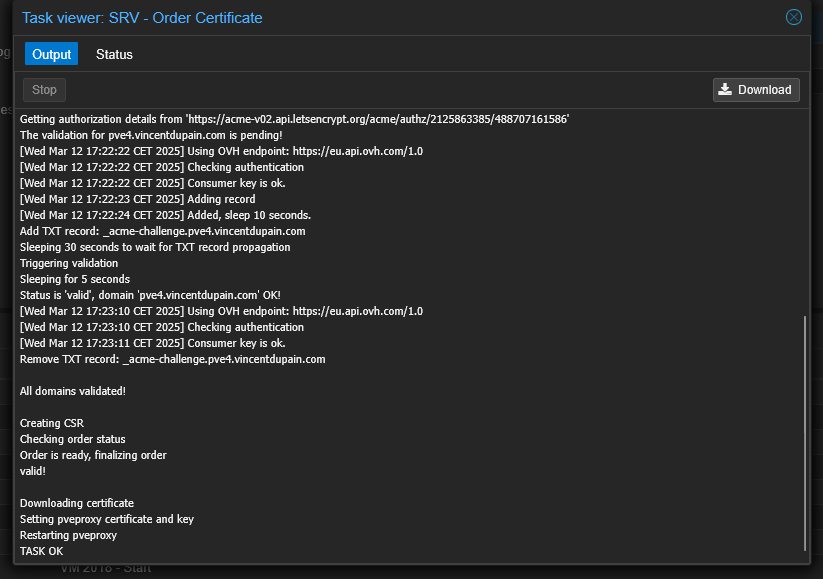 Task viewer: SRV - Order Certificate
Output Status
Stop Download
Getting authorization details from 'https://acme-v02.api.letsencrypt.org/acme/authz/2125863385/488707161586'
The validation for pve4.vincentdupain.com is pending!
[Wed Mar 12 17:22:22 CET 2025] Using OVH endpoint: https://eu.api.ovh.com/1.0
[Wed Mar 12 17:22:22 CET 2025] Checking authentication
[Wed Mar 12 17:22:22 CET 2025] Consumer key is ok.
[Wed Mar 12 17:22:23 CET 2025] Adding record
[Wed Mar 12 17:22:24 CET 2025] Added, sleep 10 seconds.
Add TXT record: _acme-challenge.pve4.vincentdupain.com
Sleeping 30 seconds to wait for TXT record propagation
Triggering validation
Sleeping for 5 seconds
Status is 'valid', domain 'pve4.vincentdupain.com' OK!
[Wed Mar 12 17:23:10 CET 2025] Using OVH endpoint: https://eu.api.ovh.com/1.0
[Wed Mar 12 17:23:10 CET 2025] Checking authentication
[Wed Mar 12 17:23:11 CET 2025] Consumer key is ok.
Remove TXT record: _acme-challenge.pve4.vincentdupain.com
All domains validated!
Creating CSR
Checking order status
Order is ready, finalizing order
valid!
Downloading certificate
Setting pveproxy certificate and key
Restarting pveproxy
TASK OK